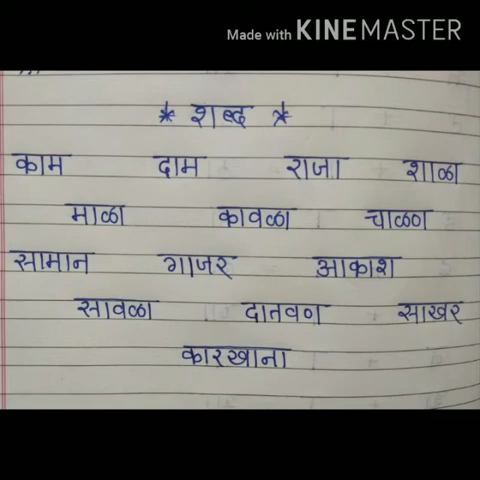 Made with KINEMASTER
* शब्द *
काम दाम राजा शाळा
माळा कावळा चाळण
सामान गाजर आकाश
सावळा दातवण साखर
कारखाना